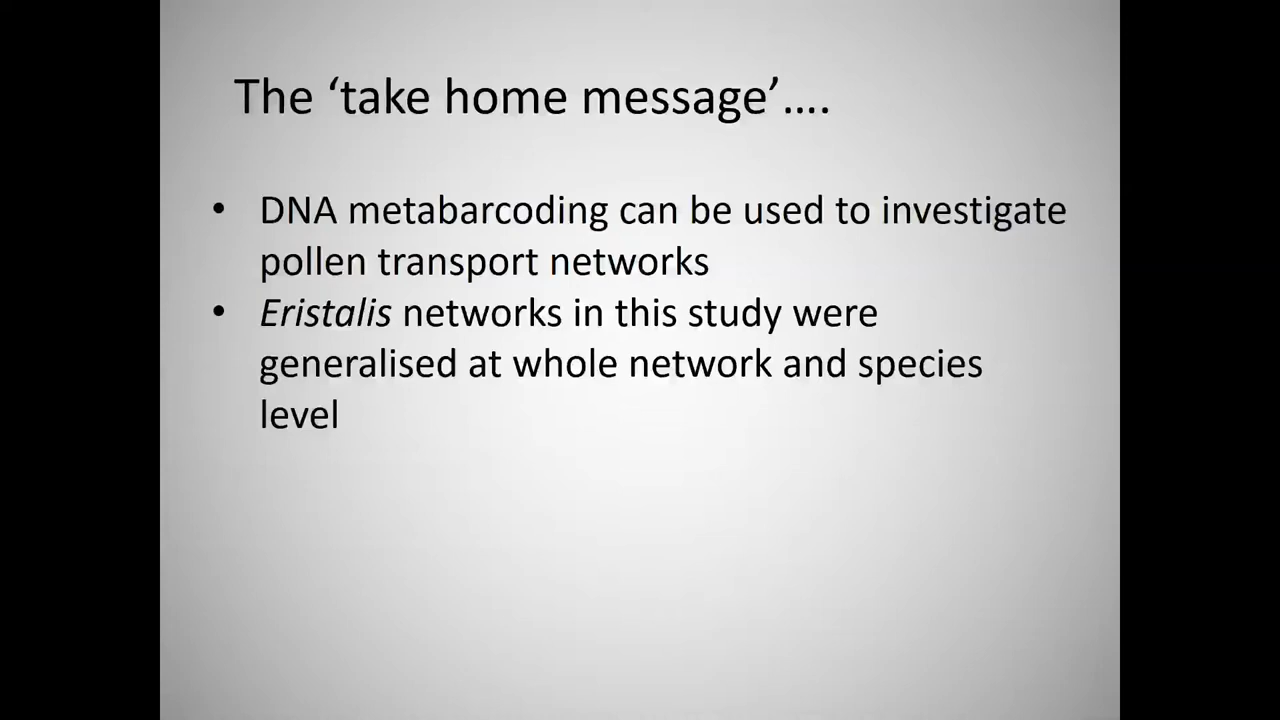 The ‘take home message’....
• DNA metabarcoding can be used to investigate
pollen transport networks
• Eristalis networks in this study were
generalised at whole network and species
level